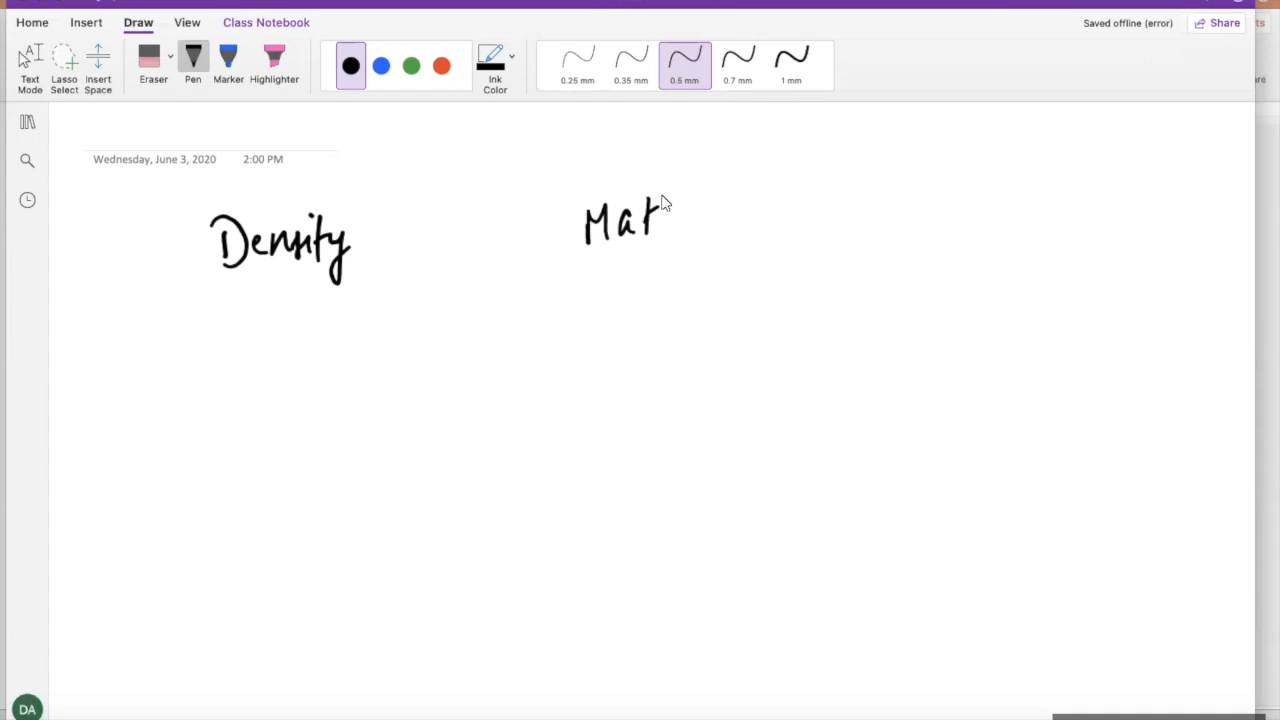 Home Insert Draw View Class Notebook Saved offline (error) Share ts
Text Mode Lasso Select Insert Space Eraser Pen Marker Highlighter Ink Color 0.25 mm 0.35 mm 0.5 mm 0.7 mm 1 mm are
Wednesday, June 3, 2020 2:00 PM
Density Mat
DA